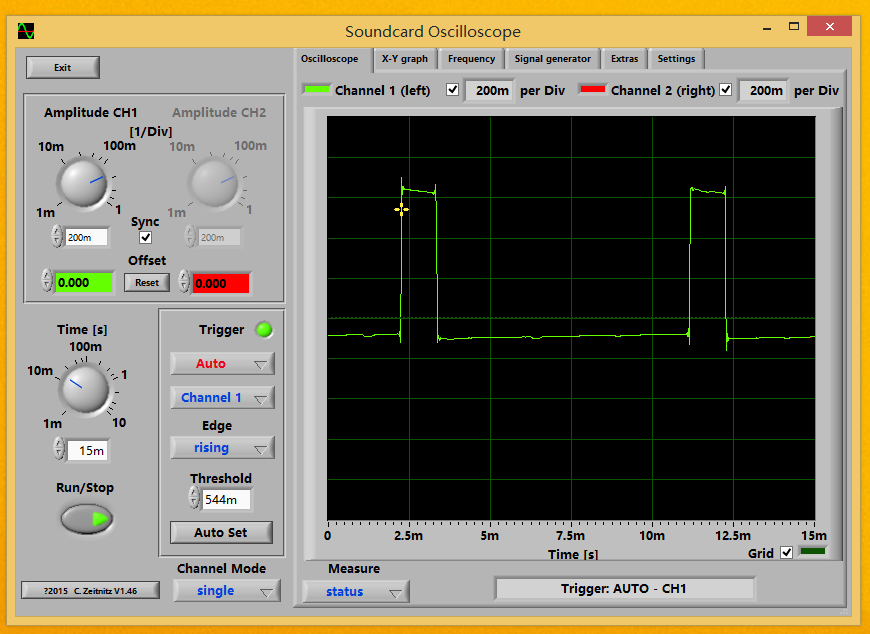 Soundcard Oscilloscope
Exit
Oscilloscope
X-Y graph
Frequency
Signal generator
Extras
Settings
Channel 1 (left)
200m
per Div
Channel 2 (right)
200m
per Div
Amplitude CH1
Amplitude CH2
[1/Div]
10m
100m
10m
100m
1m
1
1m
1
Sync
200m
200m
Offset
0.000
Reset
0.000
Time [s]
100m
10m
1
1m
10
15m
Run/Stop
Trigger
Auto
Channel 1
Edge
rising
Threshold
544m
Auto Set
Channel Mode
single
?2015 C. Zeitnitz V1.46
0
2.5m
5m
7.5m
10m
12.5m
15m
Time [s]
Grid
Measure
status
Trigger: AUTO - CH1